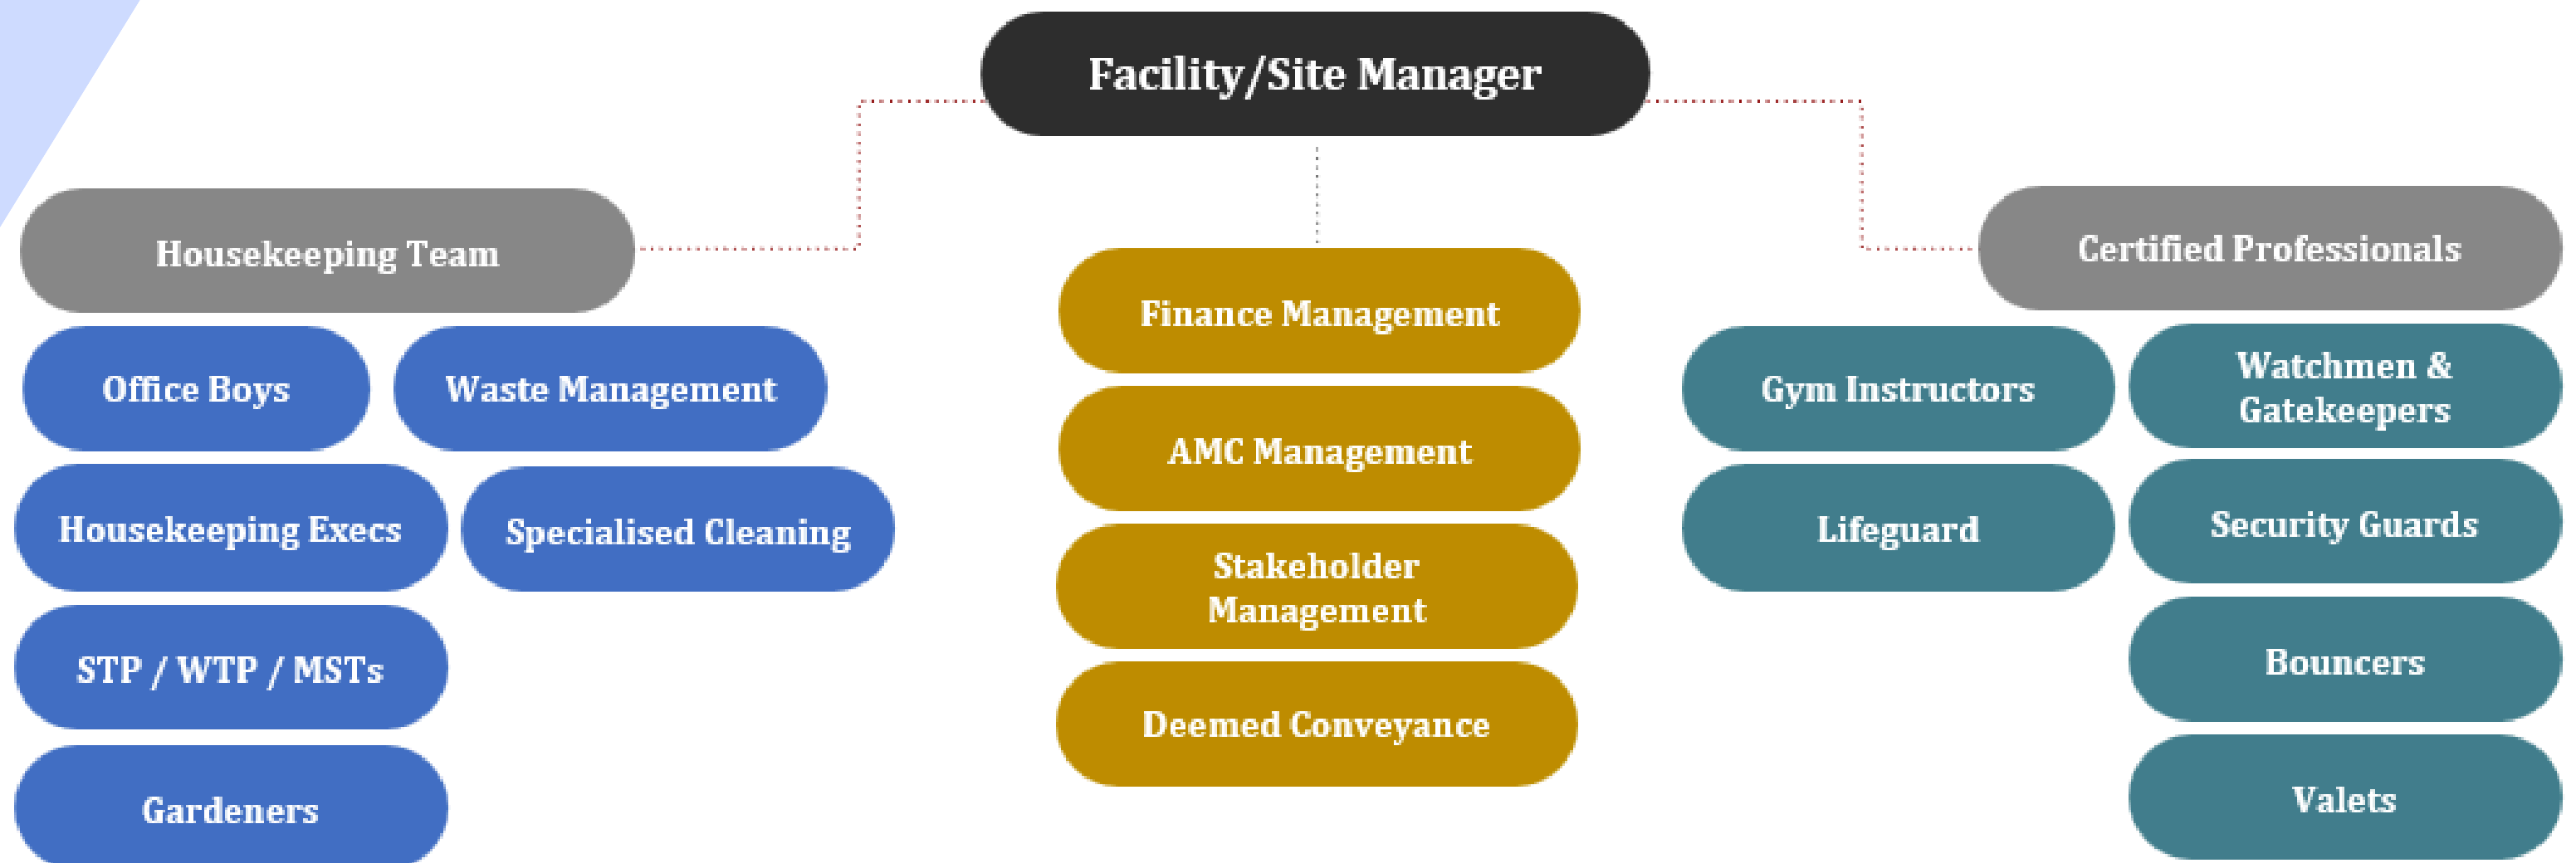 Facility/Site Manager
Housekeeping Team
Office Boys
Waste Management
Housekeeping Execs
Specialised Cleaning
STP / WTP / MSTs
Gardeners
Finance Management
AMC Management
Stakeholder
Management
Deemed Conveyance
Certified Professionals
Gym Instructors
Watchmen &
Gatekeepers
Lifeguard
Security Guards
Bouncers
Valets